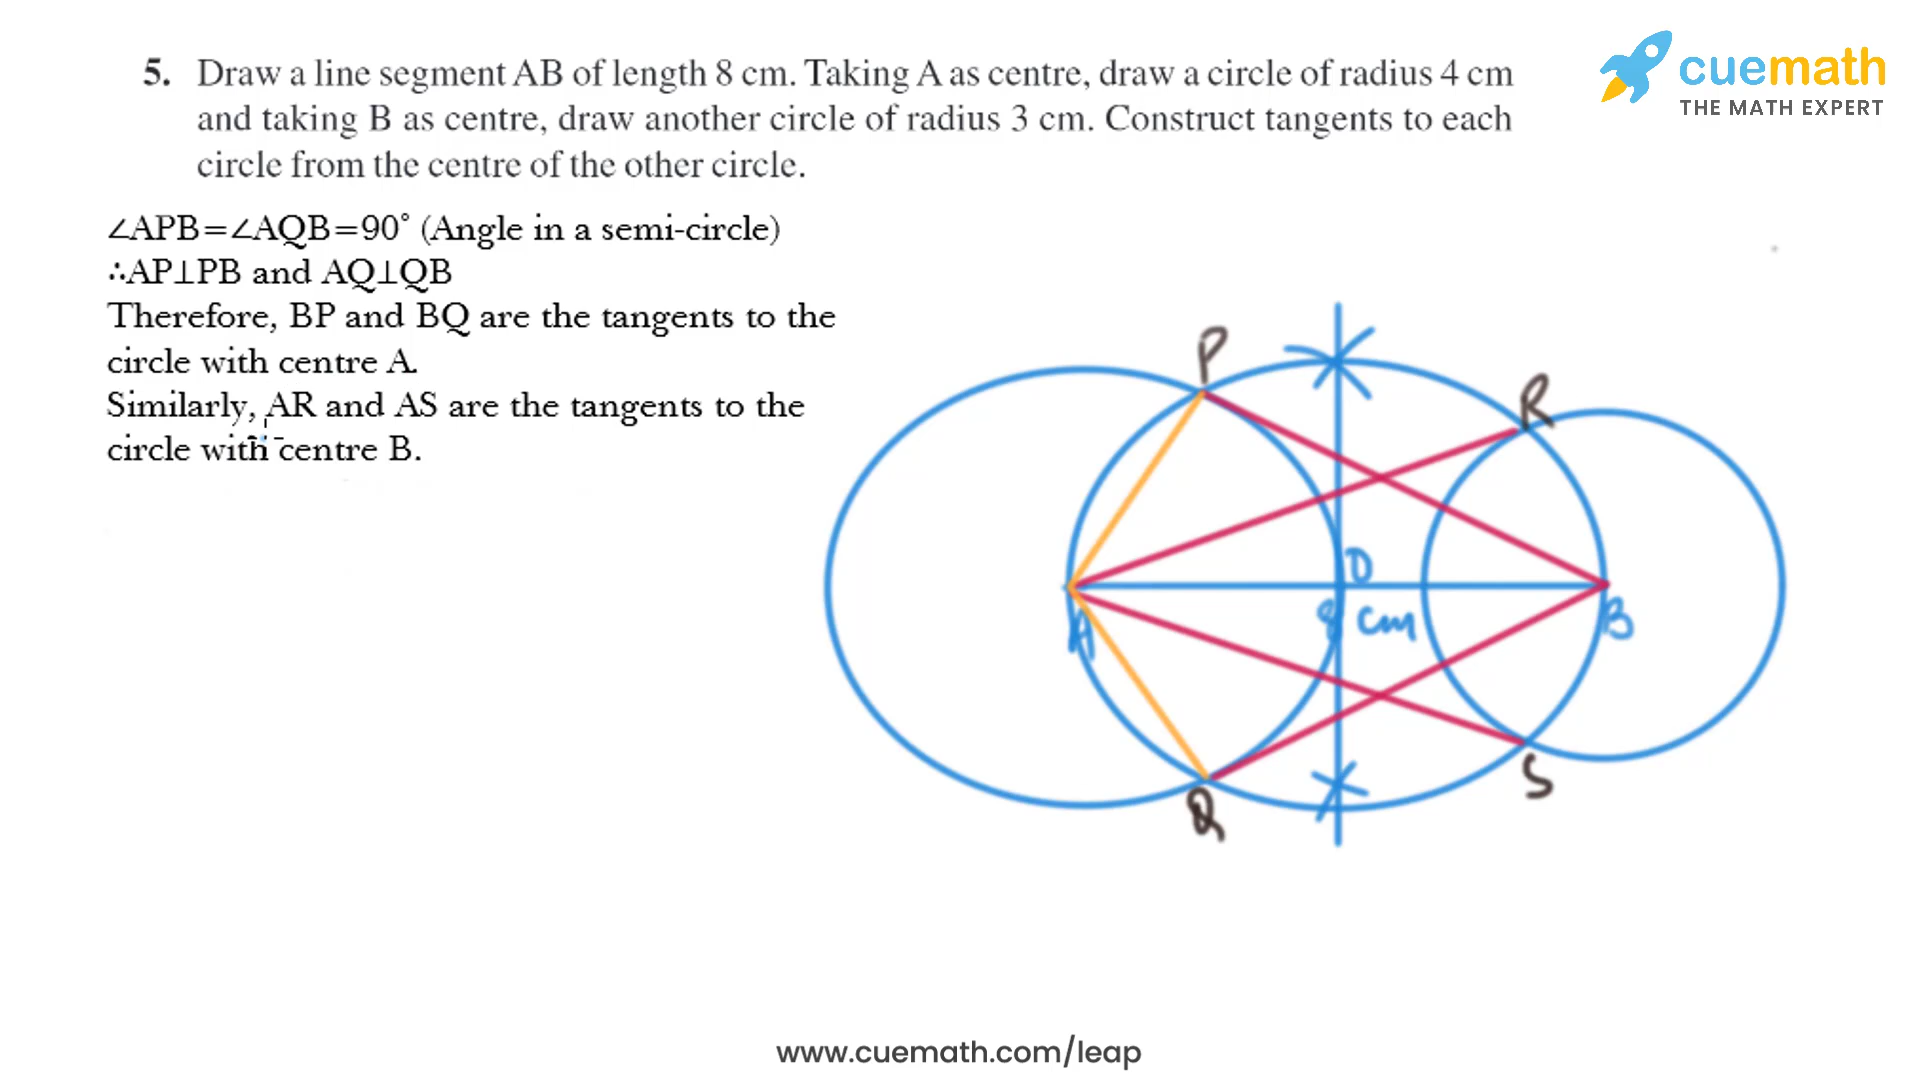 5. Draw a line segment AB of length 8 cm. Taking A as centre, draw a circle of radius 4 cm
and taking B as centre, draw another circle of radius 3 cm. Construct tangents to each
circle from the centre of the other circle.
cuemath
THE MATH EXPERT
∠APB=∠AQB=90° (Angle in a semi-circle)
∴AP⊥PB and AQ⊥QB
Therefore, BP and BQ are the tangents to the
circle with centre A.
Similarly, AR and AS are the tangents to the
circle with centre B.
P
R
D
A
8 cm
B
S
Q
www.cuemath.com/leap